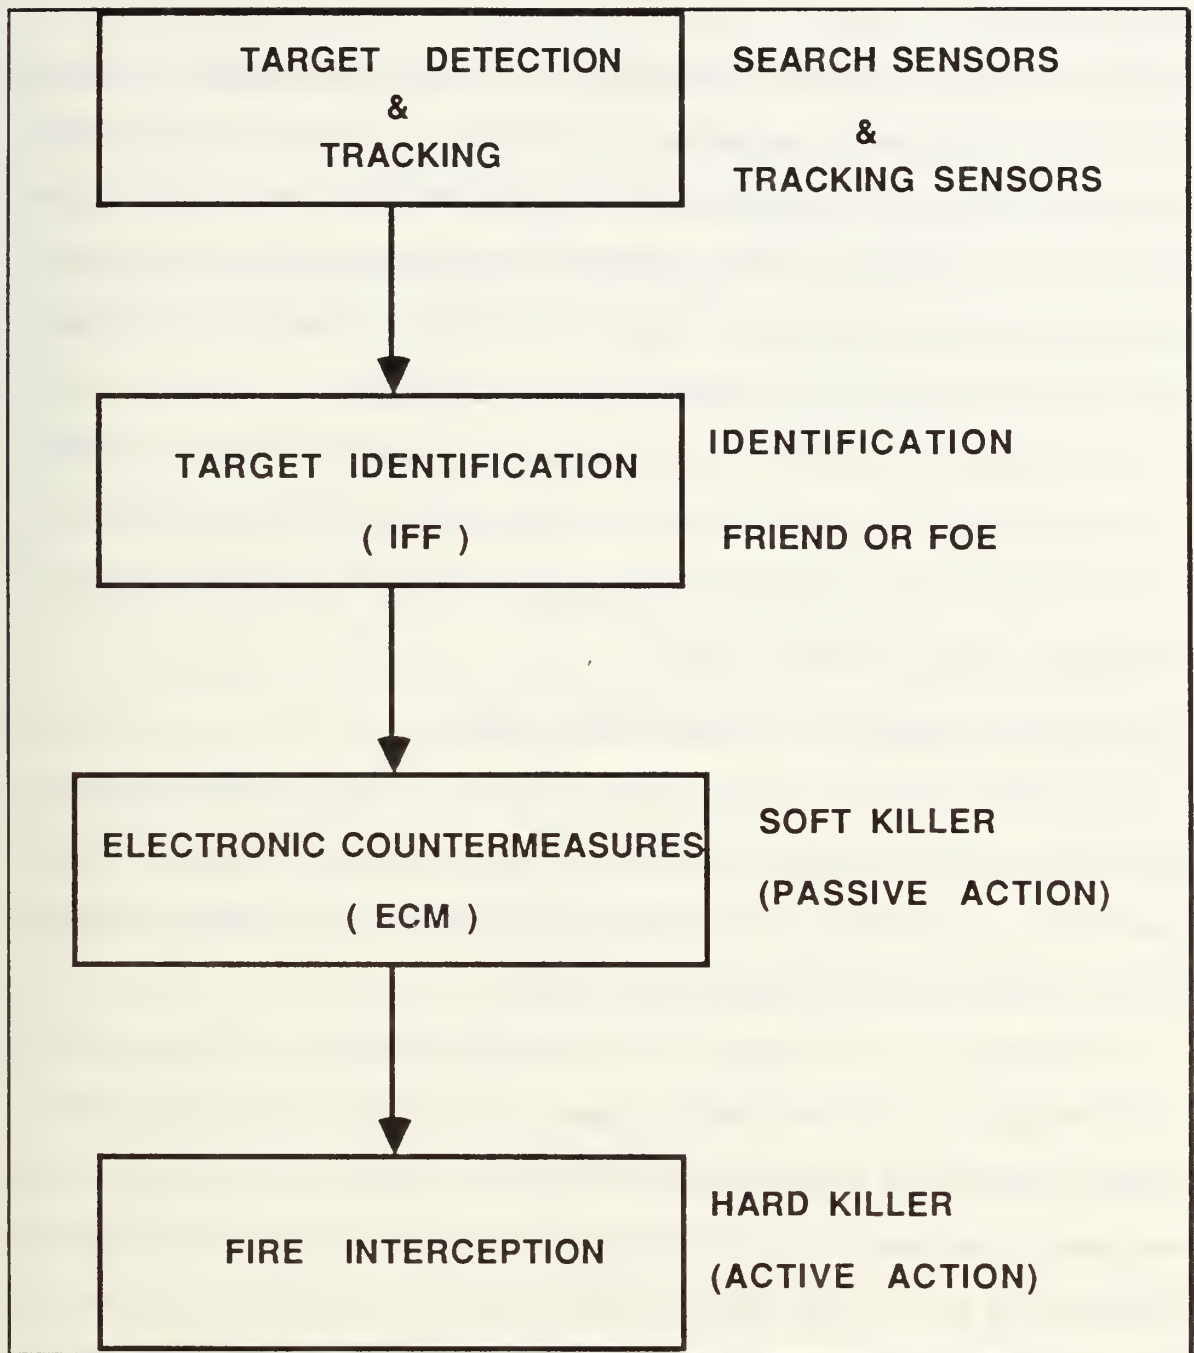 TARGET DETECTION
&
TRACKING
SEARCH SENSORS
&
TRACKING SENSORS
TARGET IDENTIFICATION
( IFF )
IDENTIFICATION
FRIEND OR FOE
ELECTRONIC COUNTERMEASURES
( ECM )
SOFT KILLER
(PASSIVE ACTION)
FIRE INTERCEPTION
HARD KILLER
(ACTIVE ACTION)